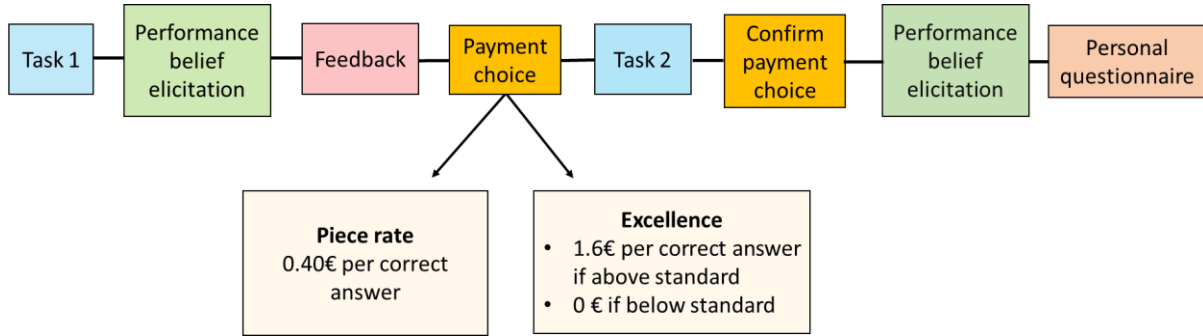 Task 1
Performance
belief
elicitation
Feedback
Payment
choice
Task 2
Confirm
payment
choice
Performance
belief
elicitation
Personal
questionnaire
Piece rate
0.40€ per correct
answer
Excellence
• 1.6€ per correct answer
if above standard
• 0 € if below standard